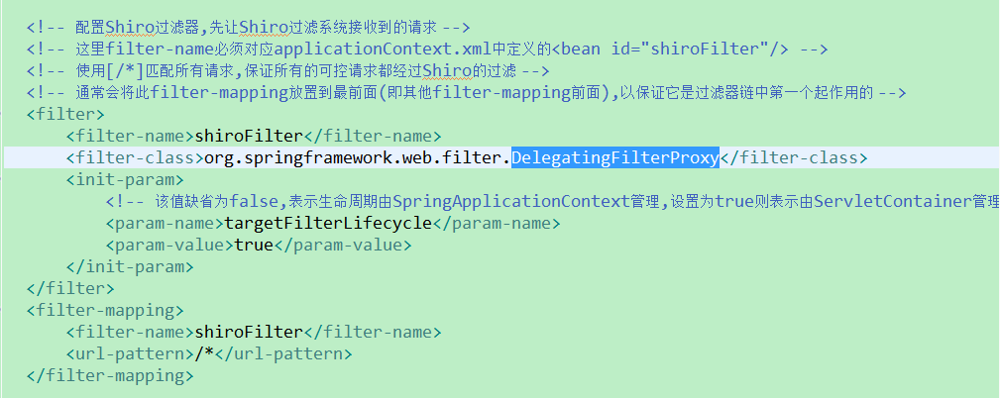 <!-- 配置Shiro过滤器,先让Shiro过滤系统接收到的请求 -->
<!-- 这里filter-name必须对应applicationContext.xml中定义的<bean id="shiroFilter"/> -->
<!-- 使用[/*]匹配所有请求,保证所有的可控请求都经过Shiro的过滤 -->
<!-- 通常会将此filter-mapping放置到最前面(即其他filter-mapping前面),以保证它是过滤器链中第一个起作用的 -->
<filter>
<filter-name>shiroFilter</filter-name>
<filter-class>org.springframework.web.filter.DelegatingFilterProxy</filter-class>
<init-param>
<!-- 该值缺省为false,表示生命周期由SpringApplicationContext管理,设置为true则表示由ServletContainer管理
<param-name>targetFilterLifecycle</param-name>
<param-value>true</param-value>
</init-param>
</filter>
<filter-mapping>
<filter-name>shiroFilter</filter-name>
<url-pattern>/*</url-pattern>
</filter-mapping>